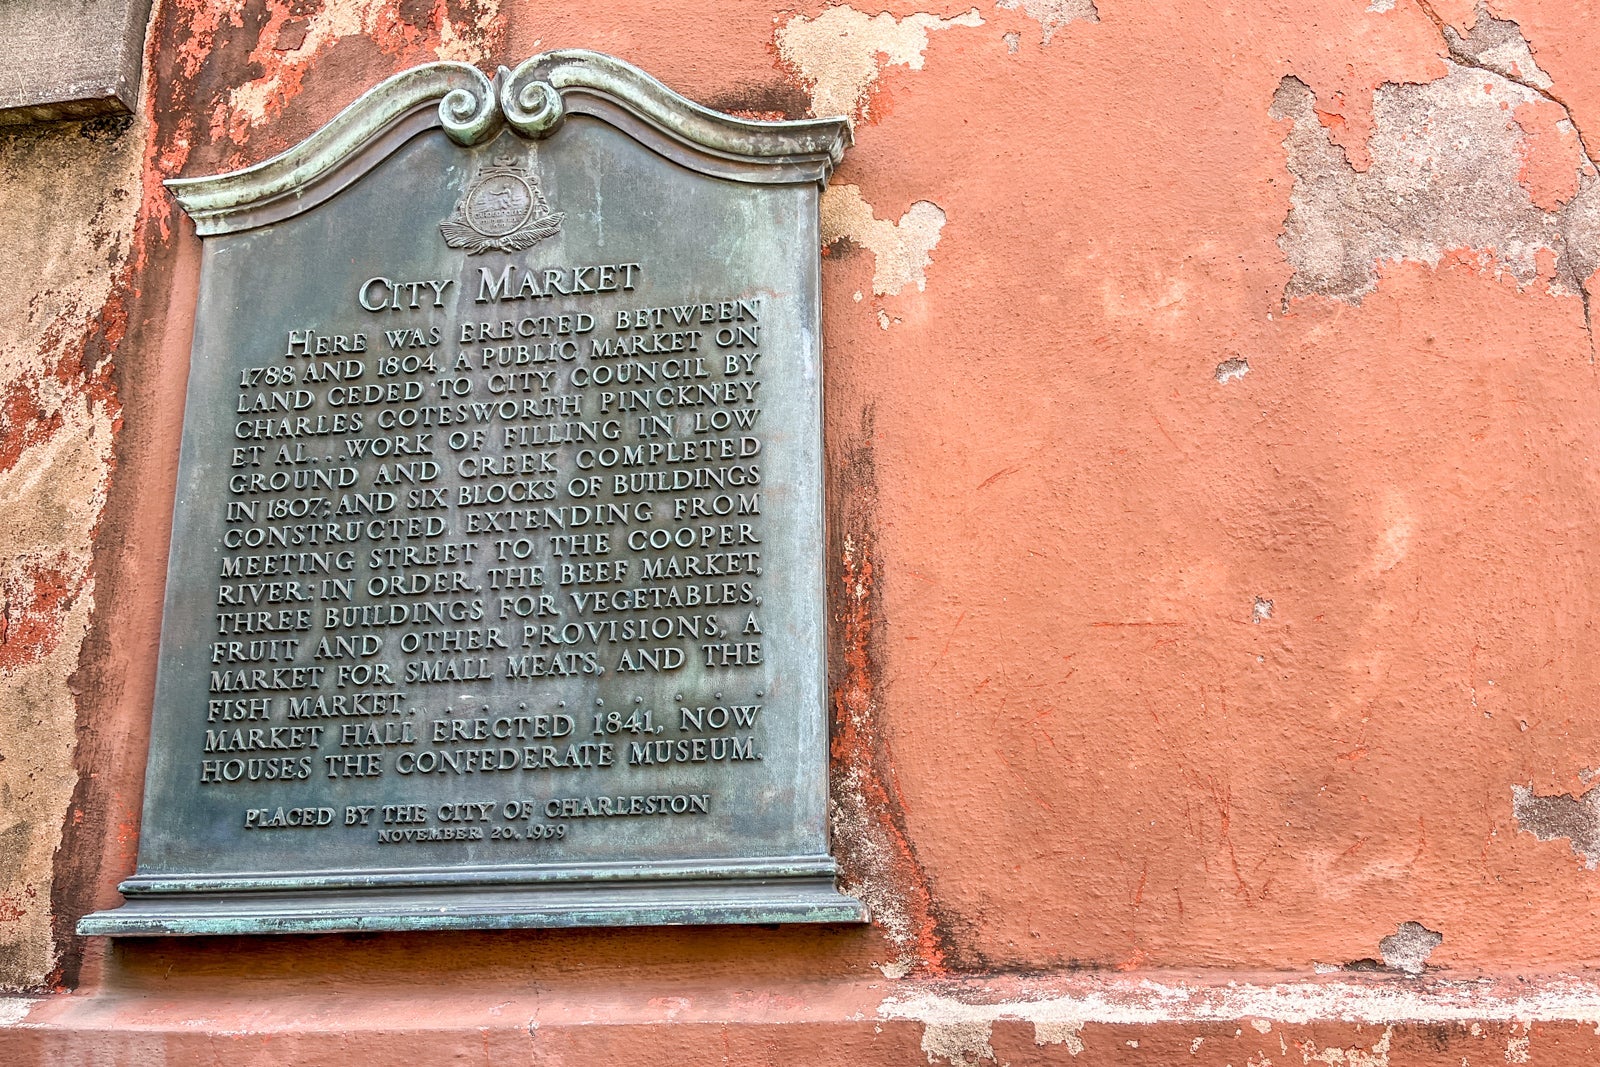 CITY MARKET
HERE WAS ERECTED BETWEEN
1788 AND 1804, A PUBLIC MARKET ON
LAND CEDED TO CITY COUNCIL BY
CHARLES COTESWORTH PINCKNEY
ET AL...WORK OF FILLING IN LOW
GROUND AND CREEK COMPLETED
IN 1807: AND SIX BLOCKS OF BUILDINGS
CONSTRUCTED, EXTENDING FROM
MEETING STREET TO THE COOPER
RIVER: IN ORDER, THE BEEF MARKET,
THREE BUILDINGS FOR VEGETABLES,
FRUIT AND OTHER PROVISIONS, A
MARKET FOR SMALL MEATS, AND THE
FISH MARKET. . . . . . . . . .
MARKET HALL ERECTED 1841, NOW
HOUSES THE CONFEDERATE MUSEUM.
PLACED BY THE CITY OF CHARLESTON
NOVEMBER 20, 1939